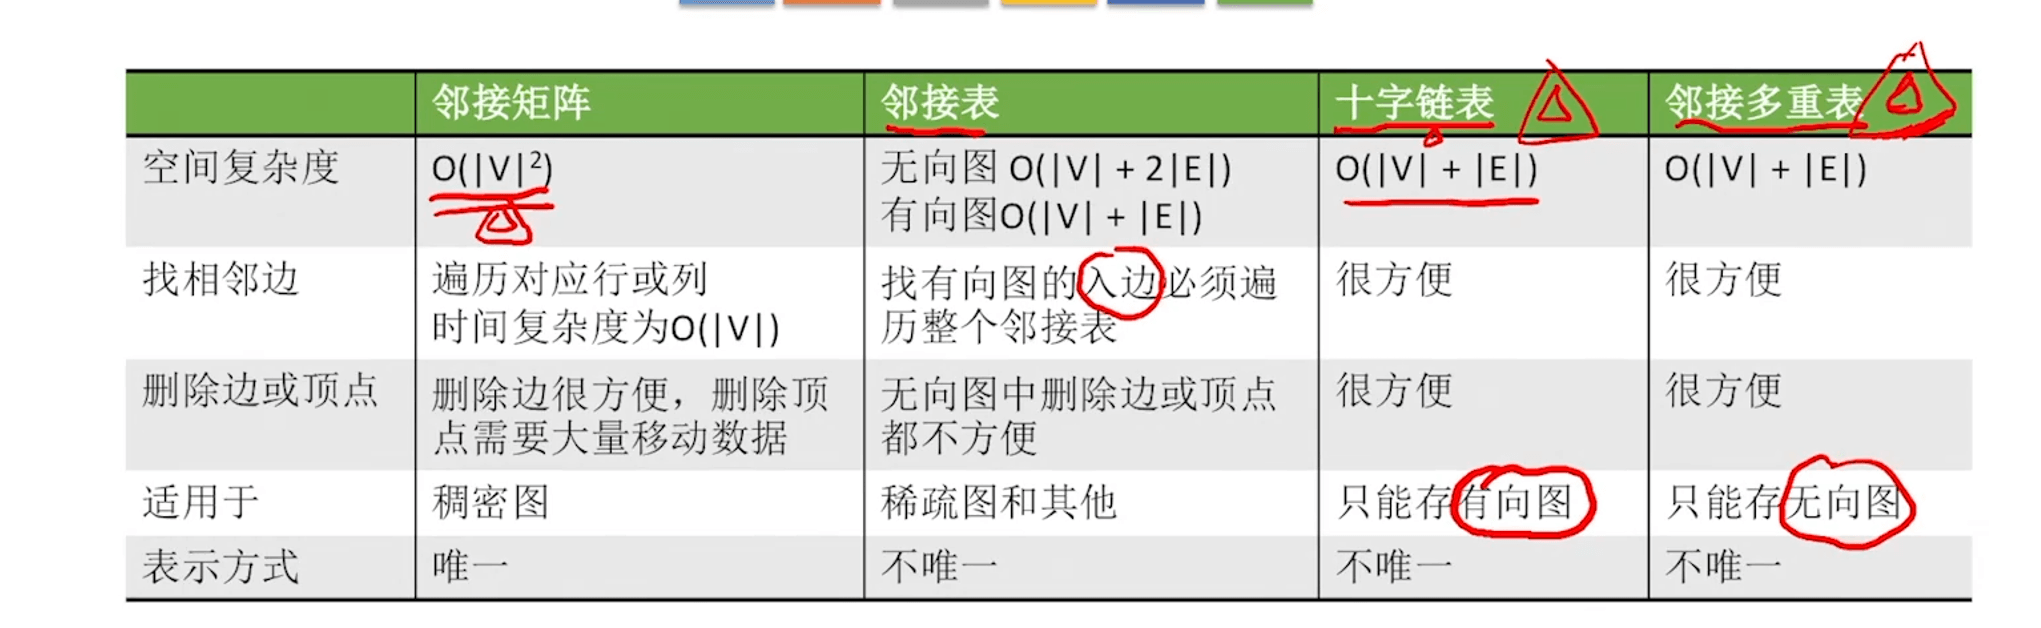 邻接矩阵 邻接表 十字链表 邻接多重表
空间复杂度 O(|V|²) 无向图 O(|V| + 2|E|) O(|V| + |E|) O(|V| + |E|)
有向图O(|V| + |E|)
找相邻边 遍历对应行或列 找有向图的入边必须遍 很方便 很方便
时间复杂度为O(|V|) 历整个邻接表
删除边或顶点 删除边很方便，删除顶 无向图中删除边或顶点 很方便 很方便
点需要大量移动数据 都不方便
适用于 稠密图 稀疏图和其他 只能存有向图 只能存无向图
表示方式 唯一 不唯一 不唯一 不唯一